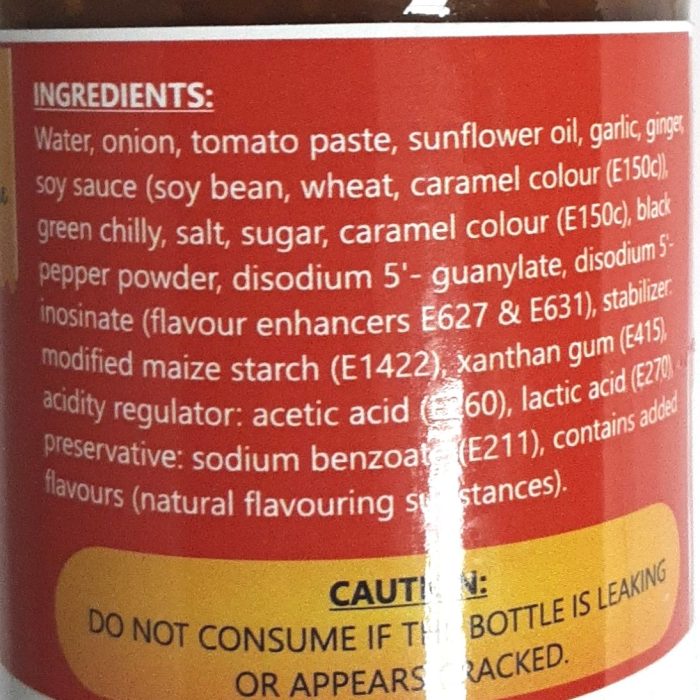 INGREDIENTS:
Water, onion, tomato paste, sunflower oil, garlic, ginger,
soy sauce (soy bean, wheat, caramel colour (E150c)),
green chilly, salt, sugar, caramel colour (E150c), black
pepper powder, disodium 5'- guanylate, disodium 5'-
inosinate (flavour enhancers E627 & E631), stabilizer:
modified maize starch (E1422), xanthan gum (E415),
acidity regulator: acetic acid (E260), lactic acid (E270),
preservative: sodium benzoate (E211), contains added
flavours (natural flavouring substances).
CAUTION:
DO NOT CONSUME IF THE BOTTLE IS LEAKING
OR APPEARS CRACKED.